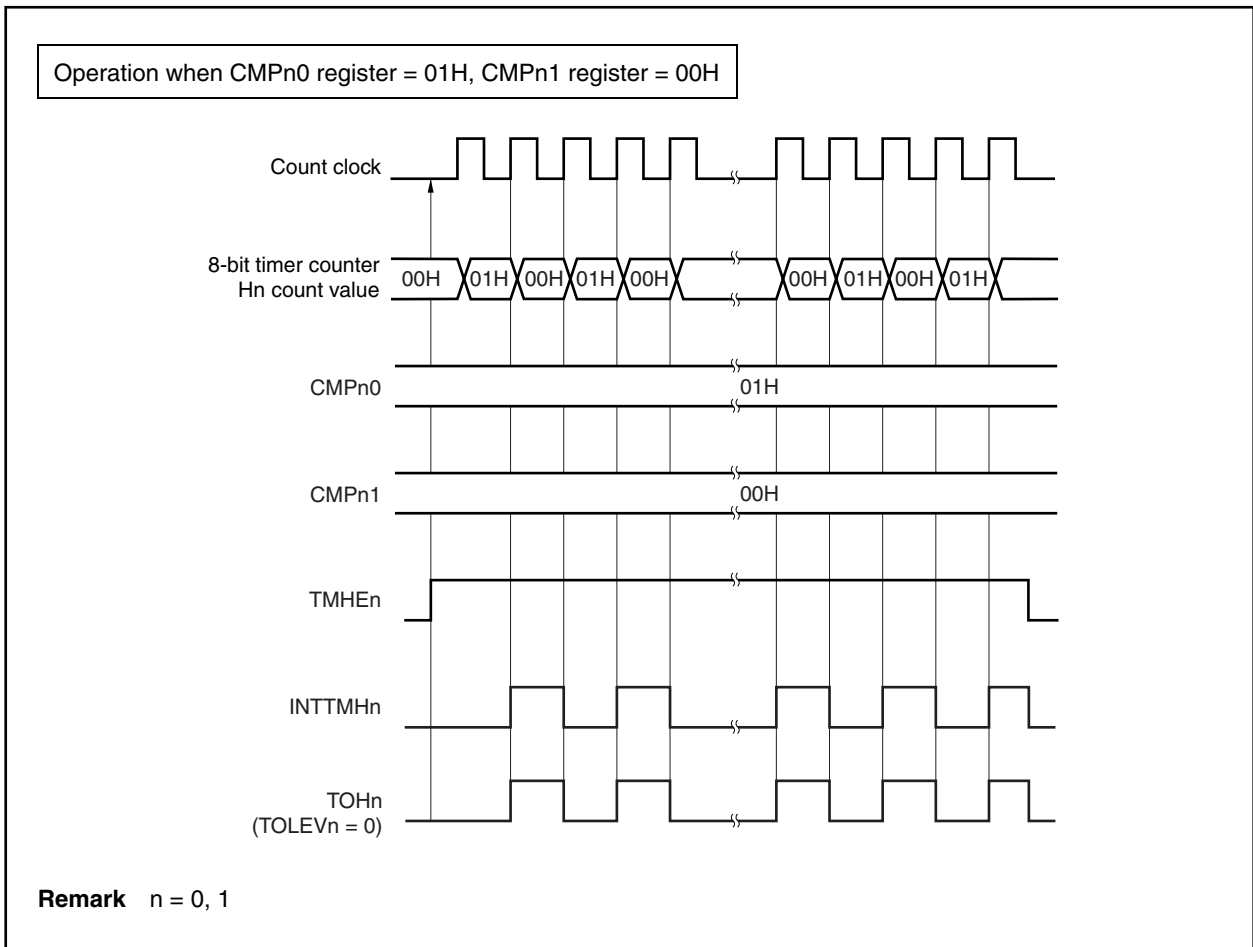 Operation when CMPn0 register = 01H, CMPn1 register = 00H
Count clock
8-bit timer counter
Hn count value
00H 01H 00H 01H 00H 00H 01H 00H 01H
CMPn0
01H
CMPn1
00H
TMHEn
INTTMHn
TOHn
(TOLEVn = 0)
Remark n = 0, 1